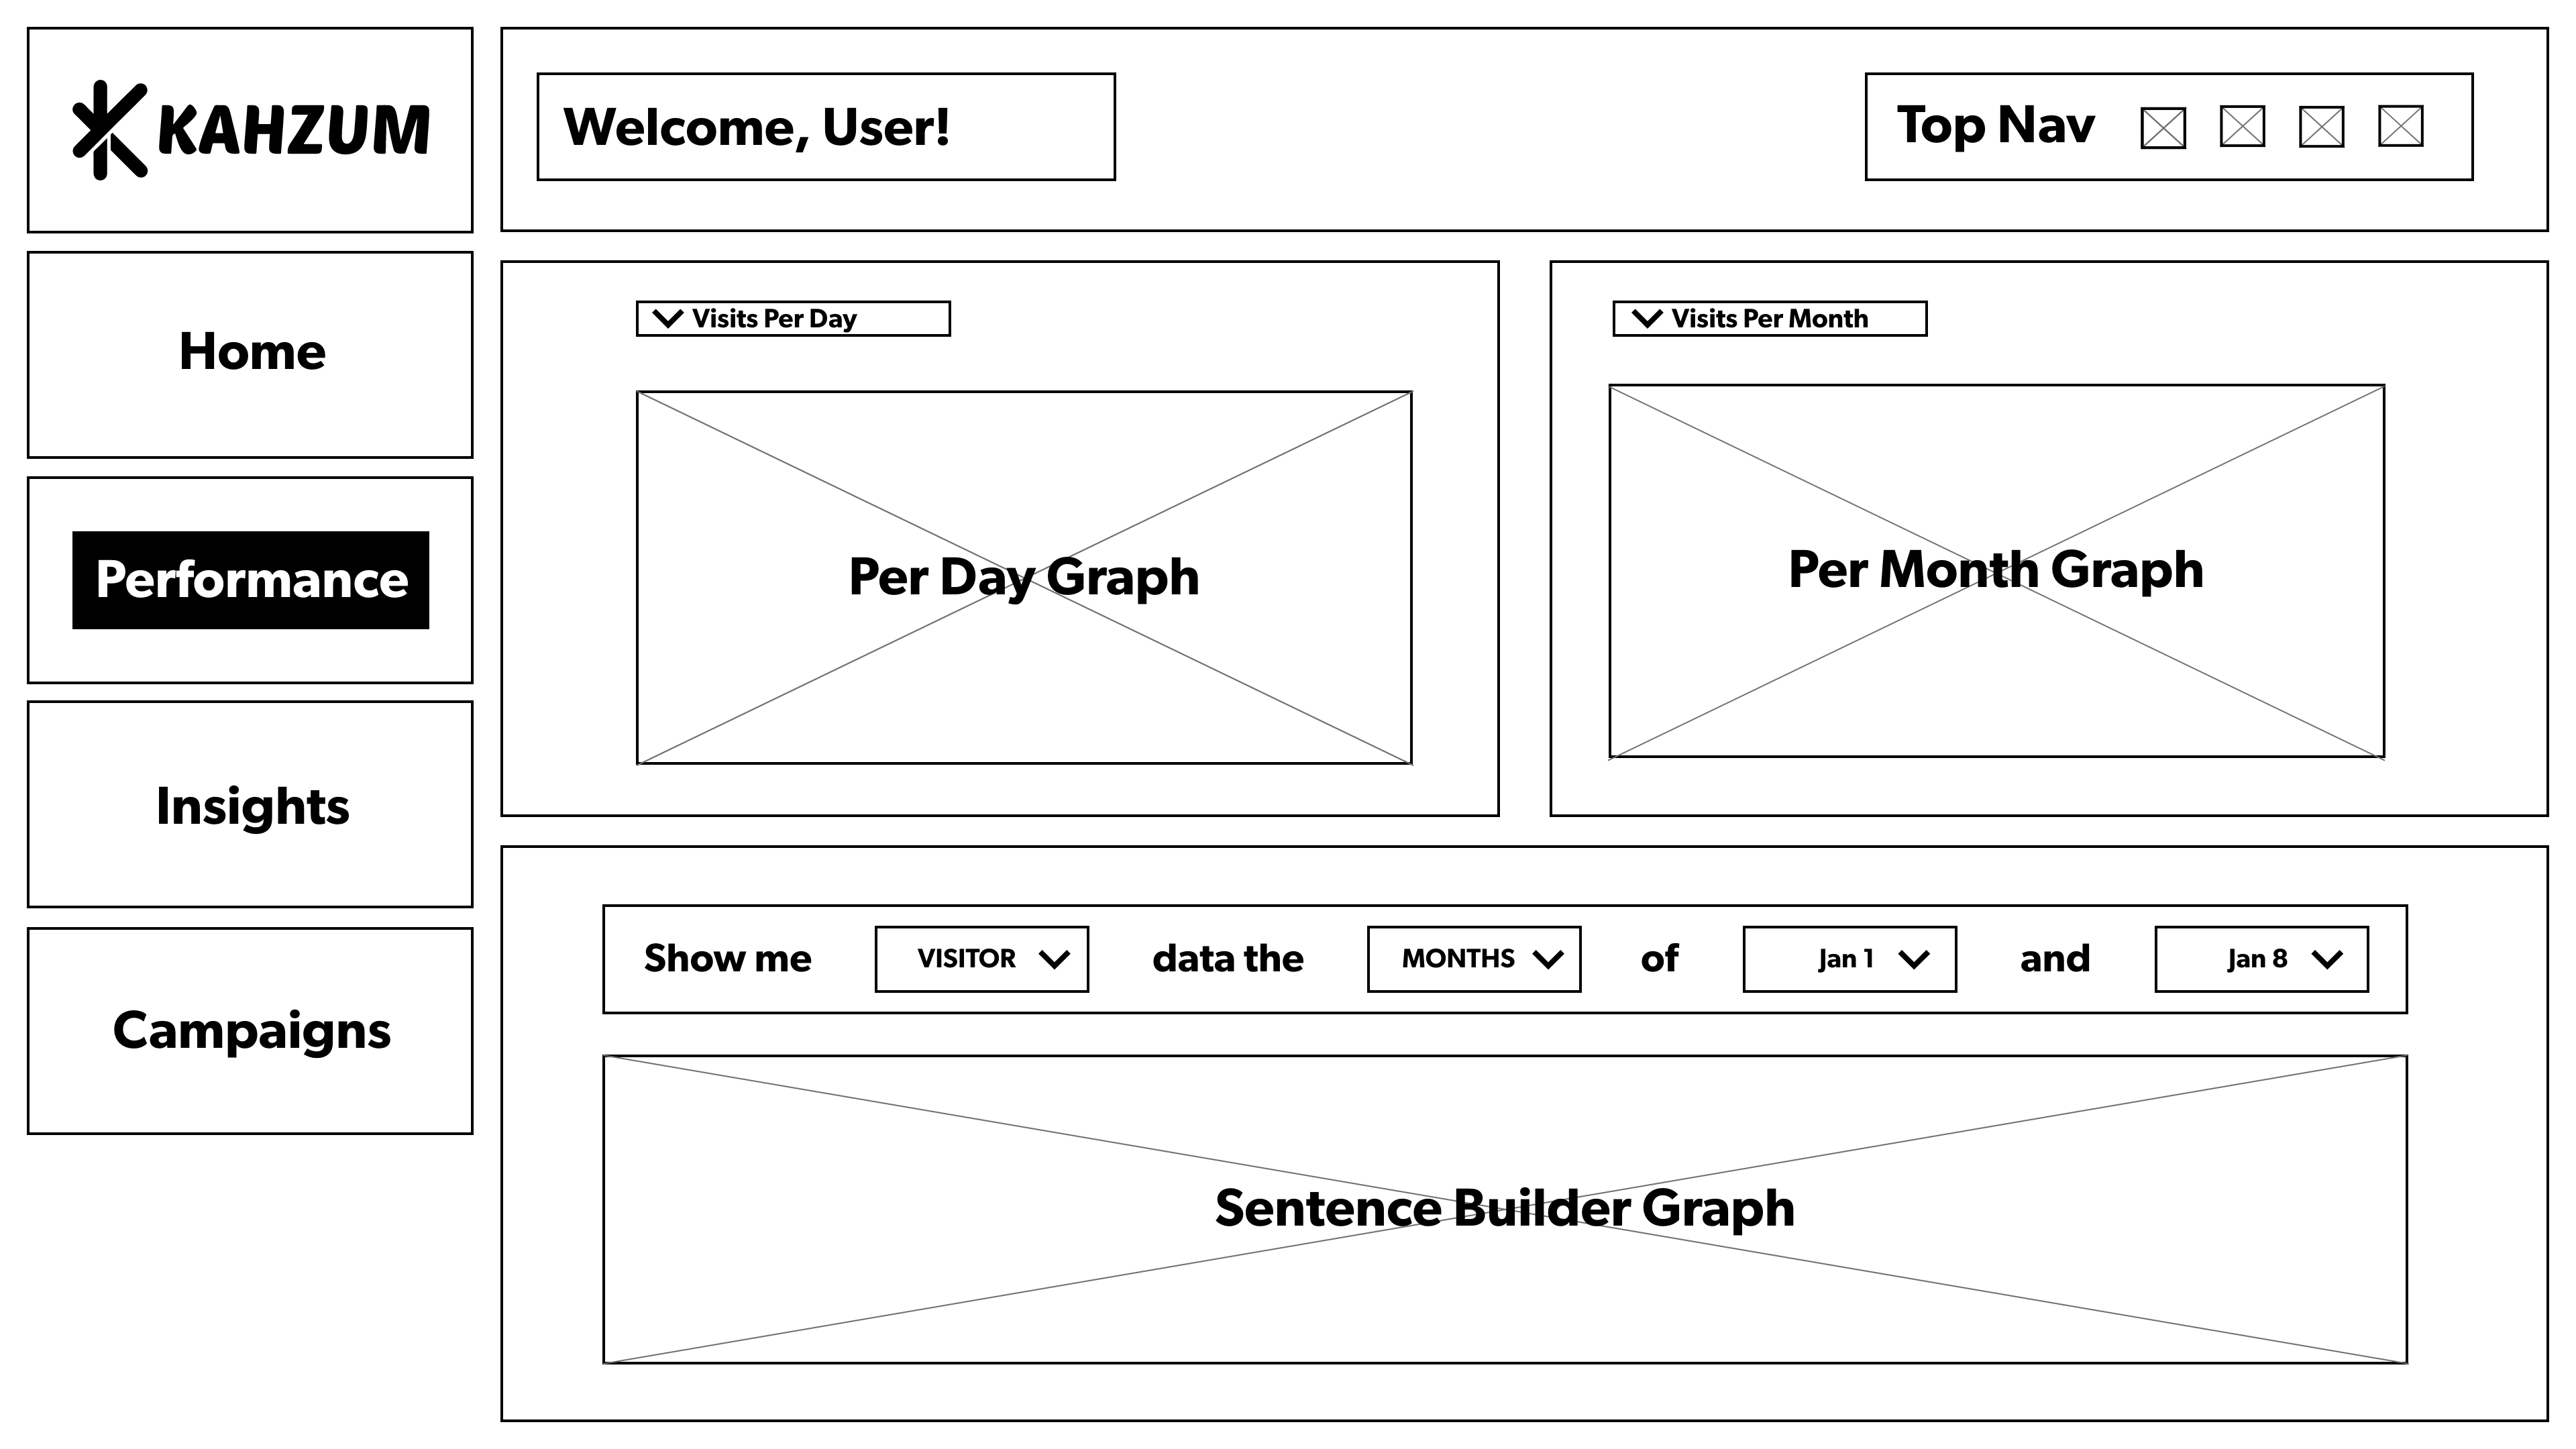 KAHZUM
Welcome, User!
Top Nav
Home
Performance
Insights
Campaigns
Visits Per Day
Per Day Graph
Visits Per Month
Per Month Graph
Show me VISITOR data the MONTHS of Jan 1 and Jan 8
Sentence Builder Graph